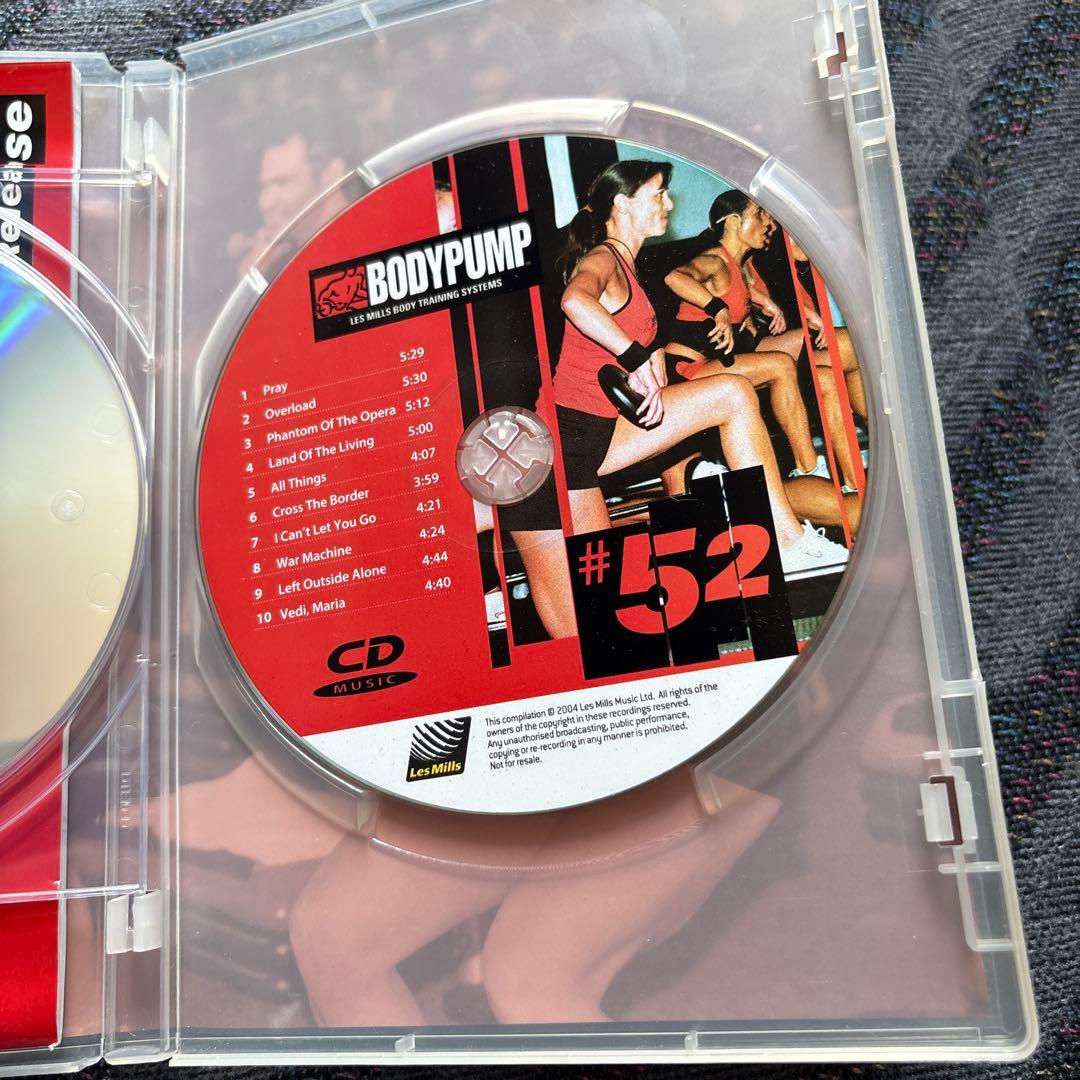 Release
BODYPUMP
LES MILLS BODY TRAINING SYSTEMS
1 Pray 5:29
2 Overload 5:30
3 Phantom Of The Opera 5:12
4 Land Of The Living 5:00
5 All Things 4:07
6 Cross The Border 3:59
7 I Can't Let You Go 4:21
8 War Machine 4:24
9 Left Outside Alone 4:44
10 Vedi, Maria 4:40
#52
CD
MUSIC
LesMills
This compilation ℗ 2004 Les Mills Music Ltd. All rights of the
owners of the copyright in these recordings reserved.
Any unauthorised broadcasting, public performance,
copying or re-recording in any manner is prohibited.
Not for resale.